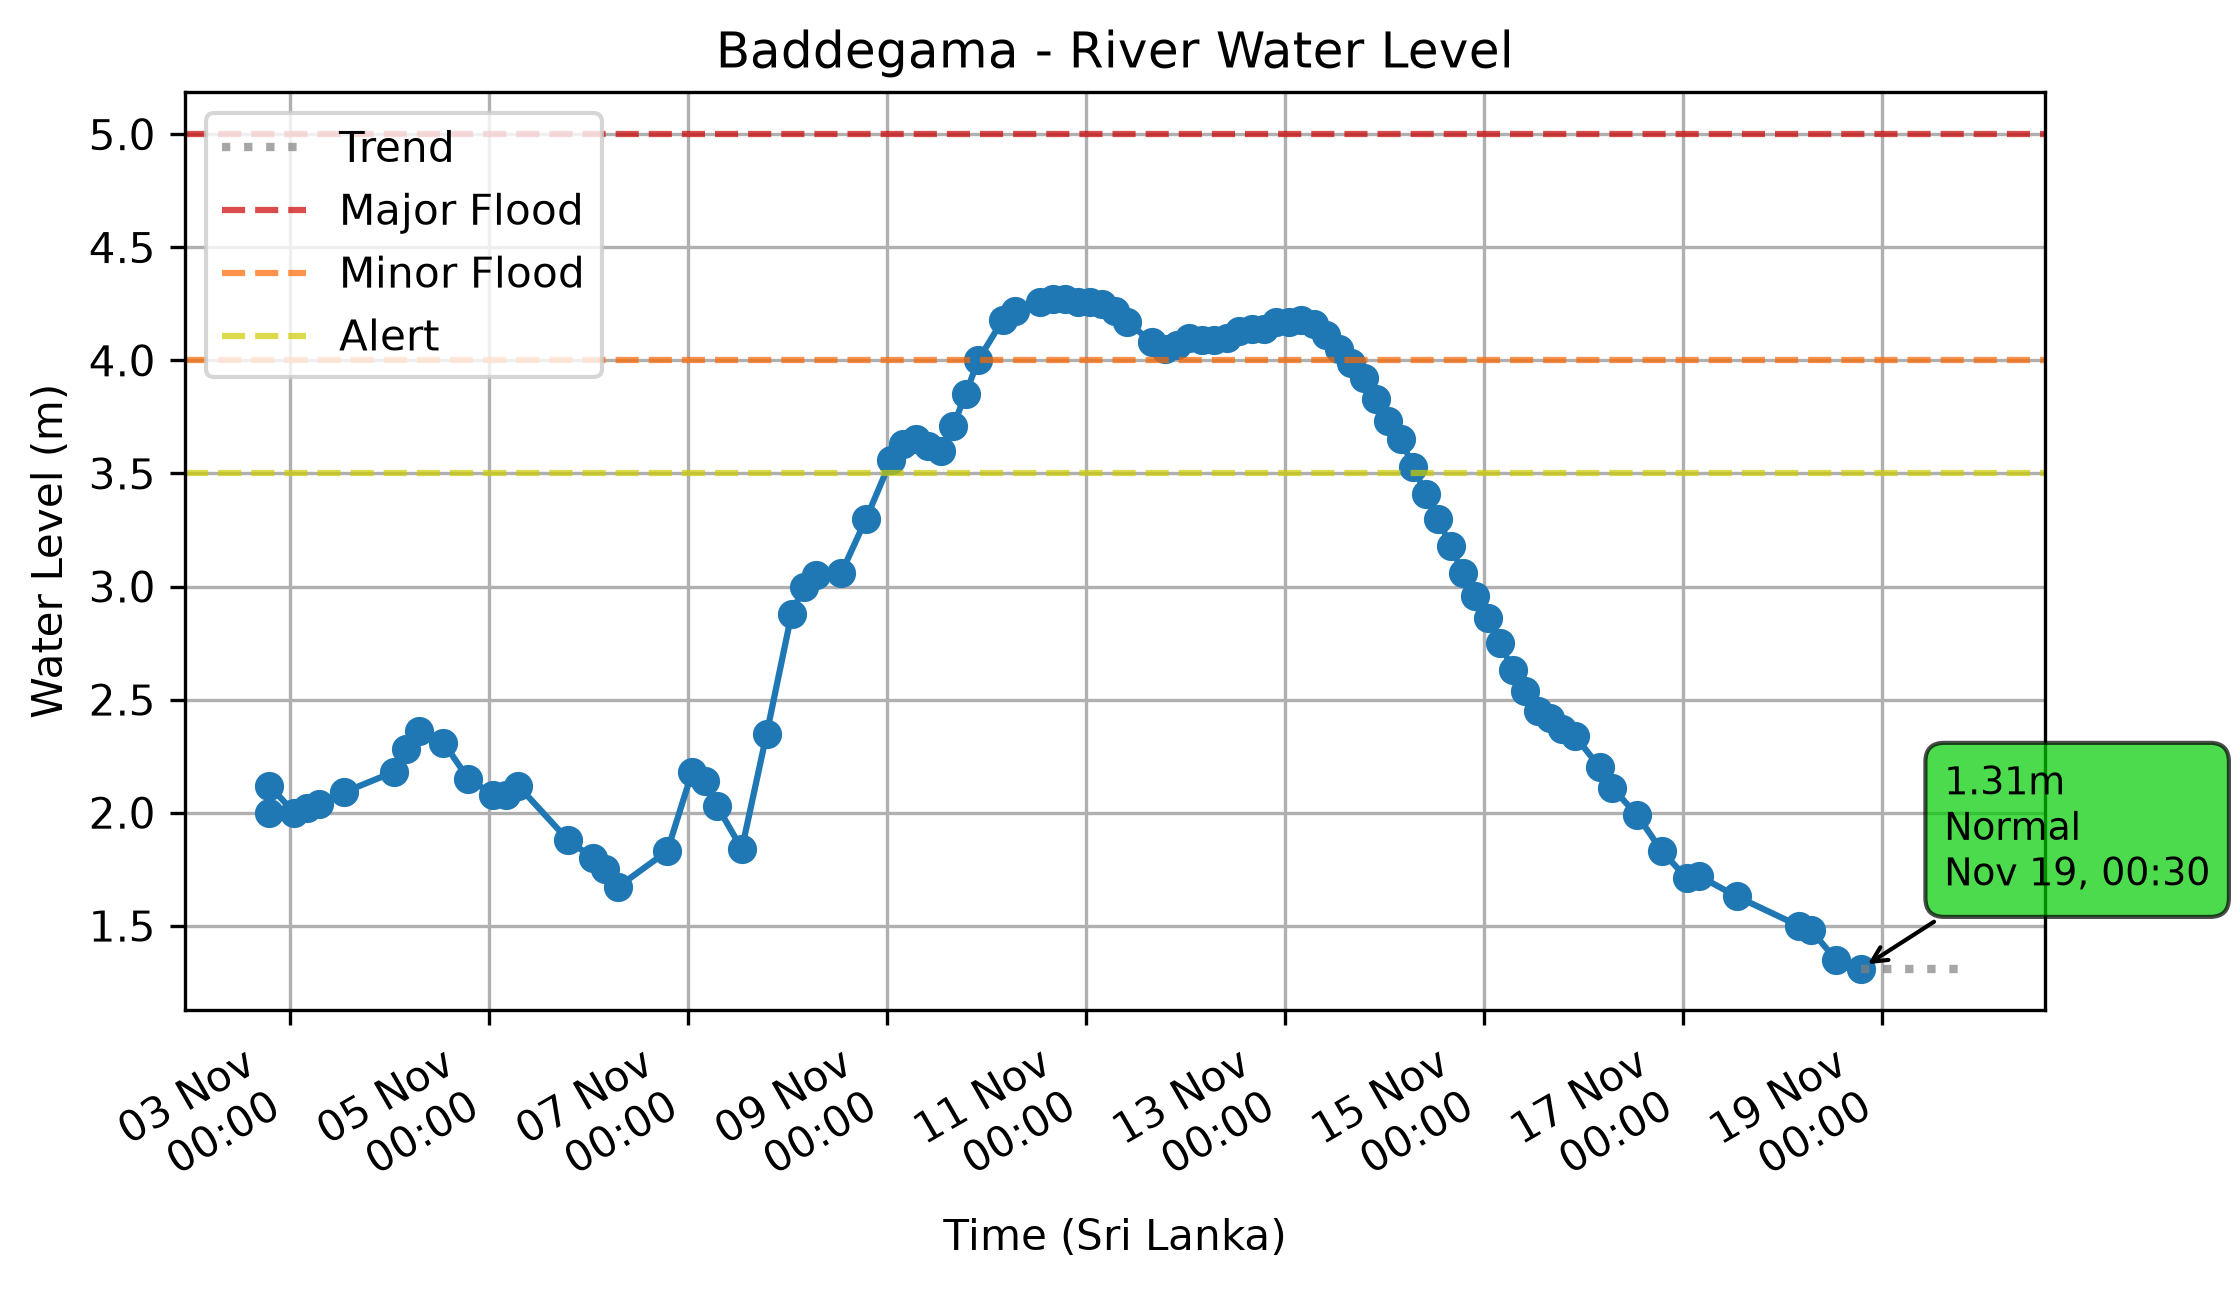 Baddegama - River Water Level
Trend
Major Flood
Minor Flood
Alert
5.0
4.5
4.0
3.5
3.0
2.5
2.0
1.5
Water Level (m)
1.31m
Normal
Nov 19, 00:30
03 Nov
00:00
05 Nov
00:00
07 Nov
00:00
09 Nov
00:00
11 Nov
00:00
13 Nov
00:00
15 Nov
00:00
17 Nov
00:00
19 Nov
00:00
Time (Sri Lanka)